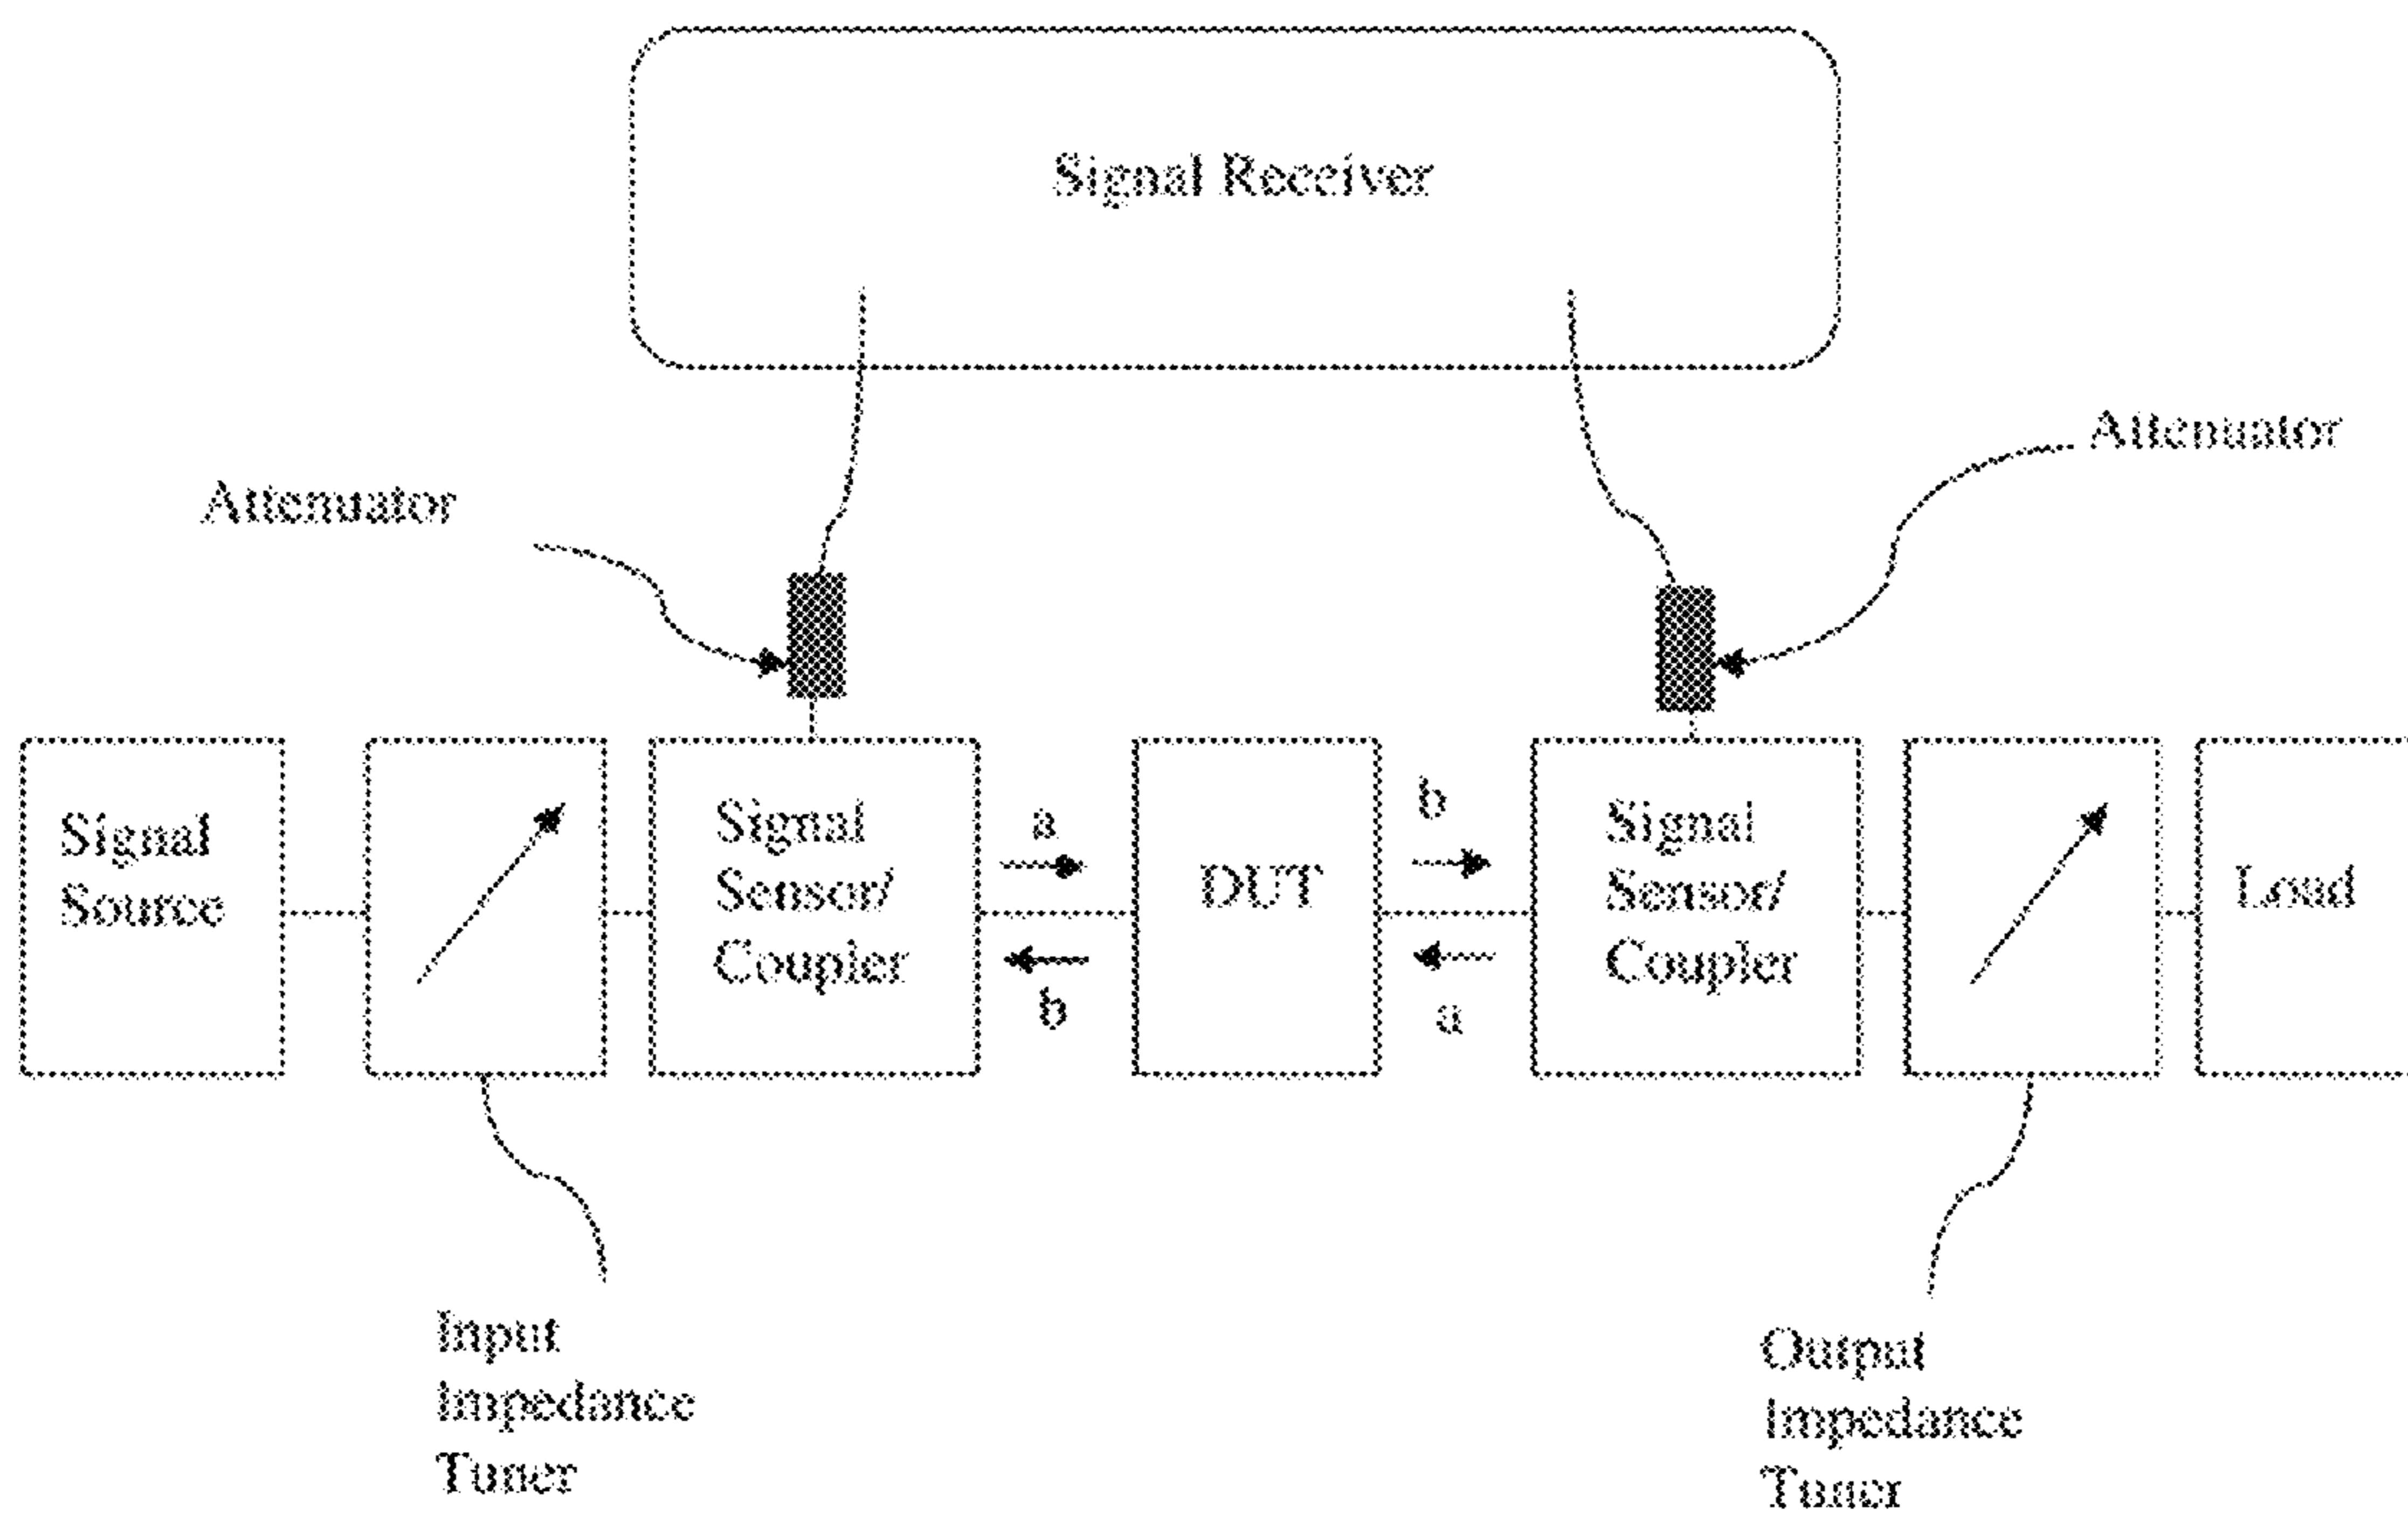 Signal Receiver
Attenuator
Attenuator
Signal
Source
Signal
Sensor/
Coupler
a
b
DUT
b
a
Signal
Sensor/
Coupler
Load
Input
Impedance
Tuner
Output
Impedance
Tuner